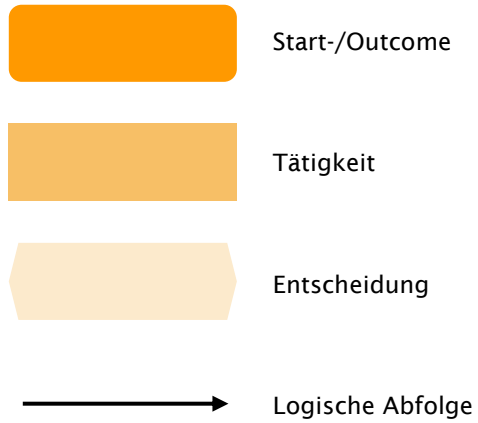 Start-/Outcome
Tätigkeit
Entscheidung
Logische Abfolge